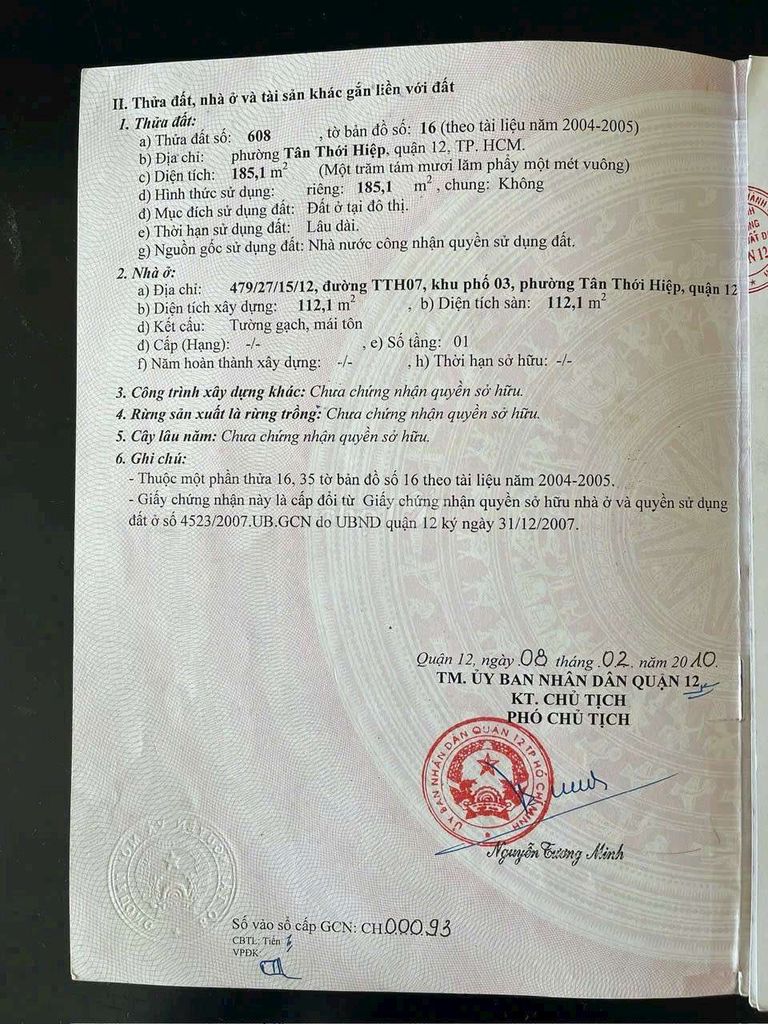 II. Thửa đất, nhà ở và tài sản khác gắn liền với đất
1. Thửa đất:
a) Thửa đất số: 608 , tờ bản đồ số: 16 (theo tài liệu năm 2004-2005)
b) Địa chỉ: phường Tân Thới Hiệp, quận 12, TP. HCM.
c) Diện tích: 185,1 m² (Một trăm tám mươi lăm phẩy một mét vuông)
d) Hình thức sử dụng: riêng: 185,1 m² , chung: Không
đ) Mục đích sử dụng đất: Đất ở tại đô thị.
e) Thời hạn sử dụng đất: Lâu dài.
g) Nguồn gốc sử dụng đất: Nhà nước công nhận quyền sử dụng đất.
2. Nhà ở:
a) Địa chỉ: 479/27/15/12, đường TTH07, khu phố 03, phường Tân Thới Hiệp, quận 12
b) Diện tích xây dựng: 112,1 m² , b) Diện tích sàn: 112,1 m²
d) Kết cấu: Tường gạch, mái tôn
đ) Cấp (Hạng): -/- , e) Số tầng: 01
f) Năm hoàn thành xây dựng: -/- , h) Thời hạn sở hữu: -/-
3. Công trình xây dựng khác: Chưa chứng nhận quyền sở hữu.
4. Rừng sản xuất là rừng trồng: Chưa chứng nhận quyền sở hữu.
5. Cây lâu năm: Chưa chứng nhận quyền sở hữu.
6. Ghi chú:
- Thuộc một phần thửa 16, 35 tờ bản đồ số 16 theo tài liệu năm 2004-2005.
- Giấy chứng nhận này là cấp đổi từ Giấy chứng nhận quyền sở hữu nhà ở và quyền sử dụng
đất ở số 4523/2007.UB.GCN do UBND quận 12 ký ngày 31/12/2007.
Quận 12, ngày 08 tháng 02. năm 2010.
TM. ỦY BAN NHÂN DÂN QUẬN 12
KT. CHỦ TỊCH
PHÓ CHỦ TỊCH
ỦY BAN NHÂN DÂN QUẬN 12 TP HỒ CHÍ MINH
Nguyễn Tương Minh
Số vào sổ cấp GCN: CH00093
CBTL: Tiên
VPĐK